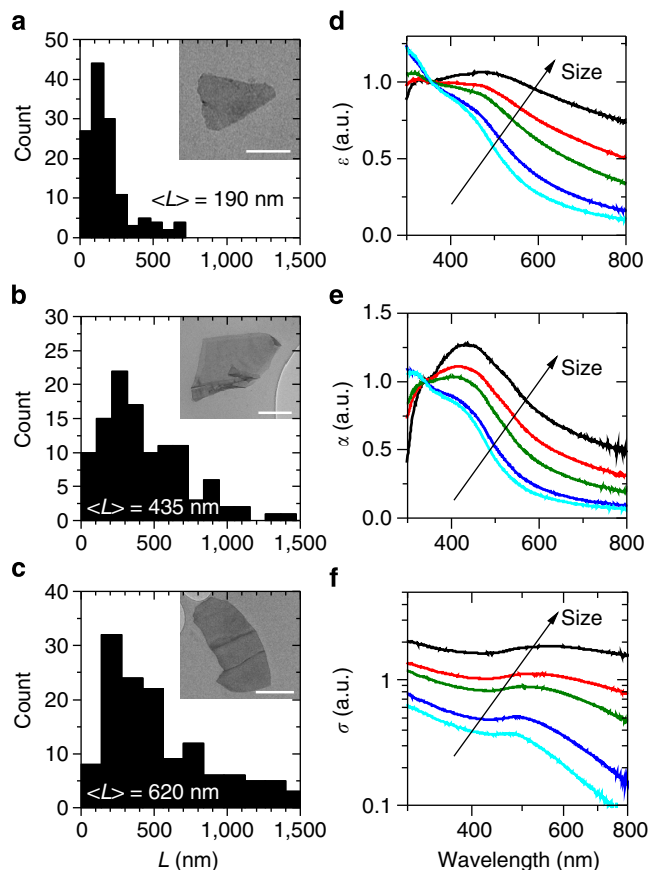 a
50
40
30
20
10
0
Count
<L> = 190 nm
0 500 1,000 1,500
b
30
25
20
15
10
5
0
Count
<L> = 435 nm
0 500 1,000 1,500
c
40
30
20
10
0
Count
<L> = 620 nm
0 500 1,000 1,500
L (nm)
d
1.0
0.5
0.0
ε (a.u.)
Size
400 600 800
e
1.5
1.0
0.5
0.0
α (a.u.)
Size
400 600 800
f
1
0.1
σ (a.u.)
Size
400 600 800
Wavelength (nm)